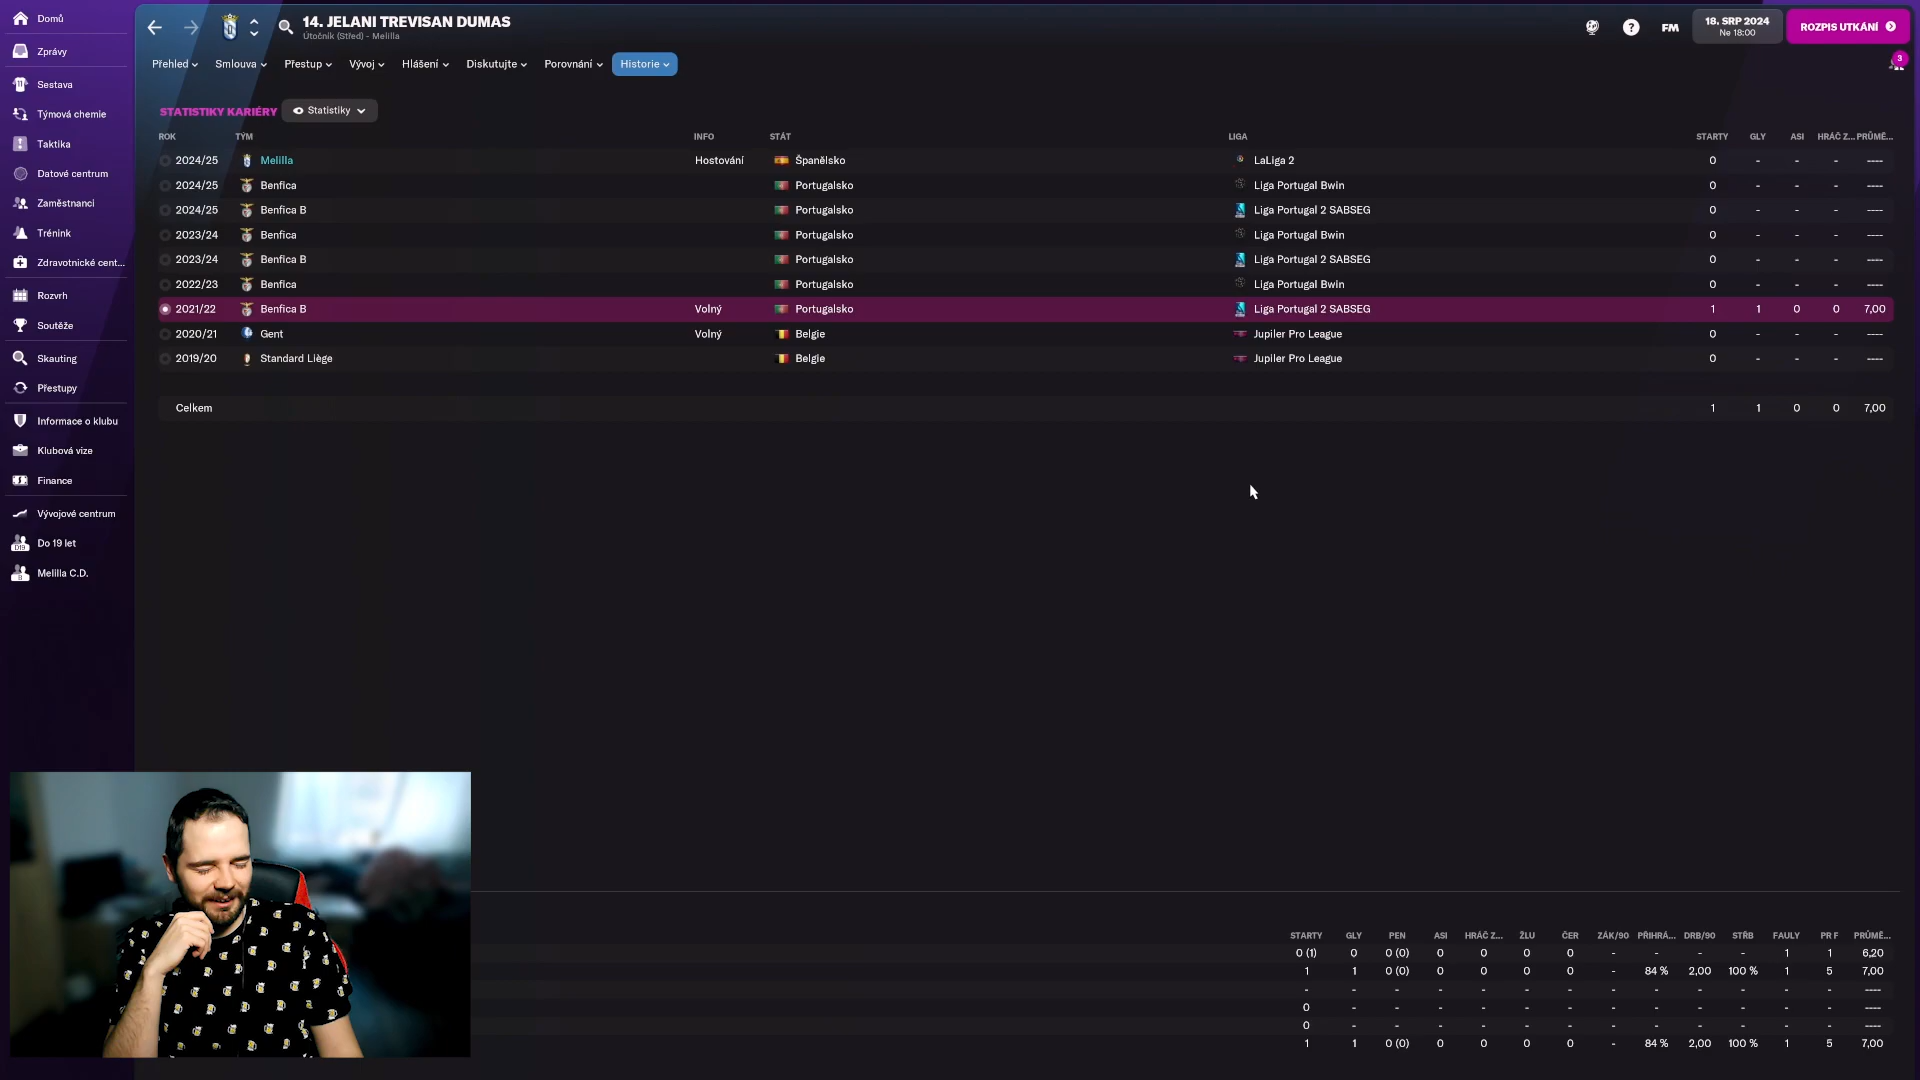 Domů
Zprávy
Sestava
Týmová chemie
Taktika
Datové centrum
Zaměstnanci
Trénink
Zdravotnické cent...
Rozvrh
Soutěže
Skauting
Přestupy
Informace o klubu
Klubová vize
Finance
Vývojové centrum
Do 19 let
Melilla C.D.
14. JELANI TREVISAN DUMAS
Útočník (Střed) - Melilla
FM
18. SRP 2024
Ne 18:00
ROZPIS UTKÁNÍ
3
Přehled Smlouva Přestup Vývoj Hlášení Diskutujte Porovnání Historie
STATISTIKY KARIÉRY Statistiky
ROK TÝM INFO STÁT LIGA STARTY GLY ASI HRÁČ Z... PRŮMĚ...
2024/25 Melilla Hostování Španělsko LaLiga 2 0 - - - ----
2024/25 Benfica Portugalsko Liga Portugal Bwin 0 - - - ----
2024/25 Benfica B Portugalsko Liga Portugal 2 SABSEG 0 - - - ----
2023/24 Benfica Portugalsko Liga Portugal Bwin 0 - - - ----
2023/24 Benfica B Portugalsko Liga Portugal 2 SABSEG 0 - - - ----
2022/23 Benfica Portugalsko Liga Portugal Bwin 0 - - - ----
2021/22 Benfica B Volný Portugalsko Liga Portugal 2 SABSEG 1 1 0 0 7,00
2020/21 Gent Volný Belgie Jupiler Pro League 0 - - - ----
2019/20 Standard Liège Belgie Jupiler Pro League 0 - - - ----
Celkem 1 1 0 0 7,00
STARTY GLY PEN ASI HRÁČ Z... ŽLU ČER ZÁK/90 PŘIHRÁ... DRB/90 STŘB FAULY PR F PRŮMĚ...
0 (1) 0 0 (0) 0 0 0 0 - - - - 1 1 6,20
1 1 0 (0) 0 0 0 0 - 84 % 2,00 100 % 1 5 7,00
- - - - - - - - - - - - - ----
0 - - - - - - - - - - - - ----
0 - - - - - - - - - - - - ----
1 1 0 (0) 0 0 0 0 - 84 % 2,00 100 % 1 5 7,00